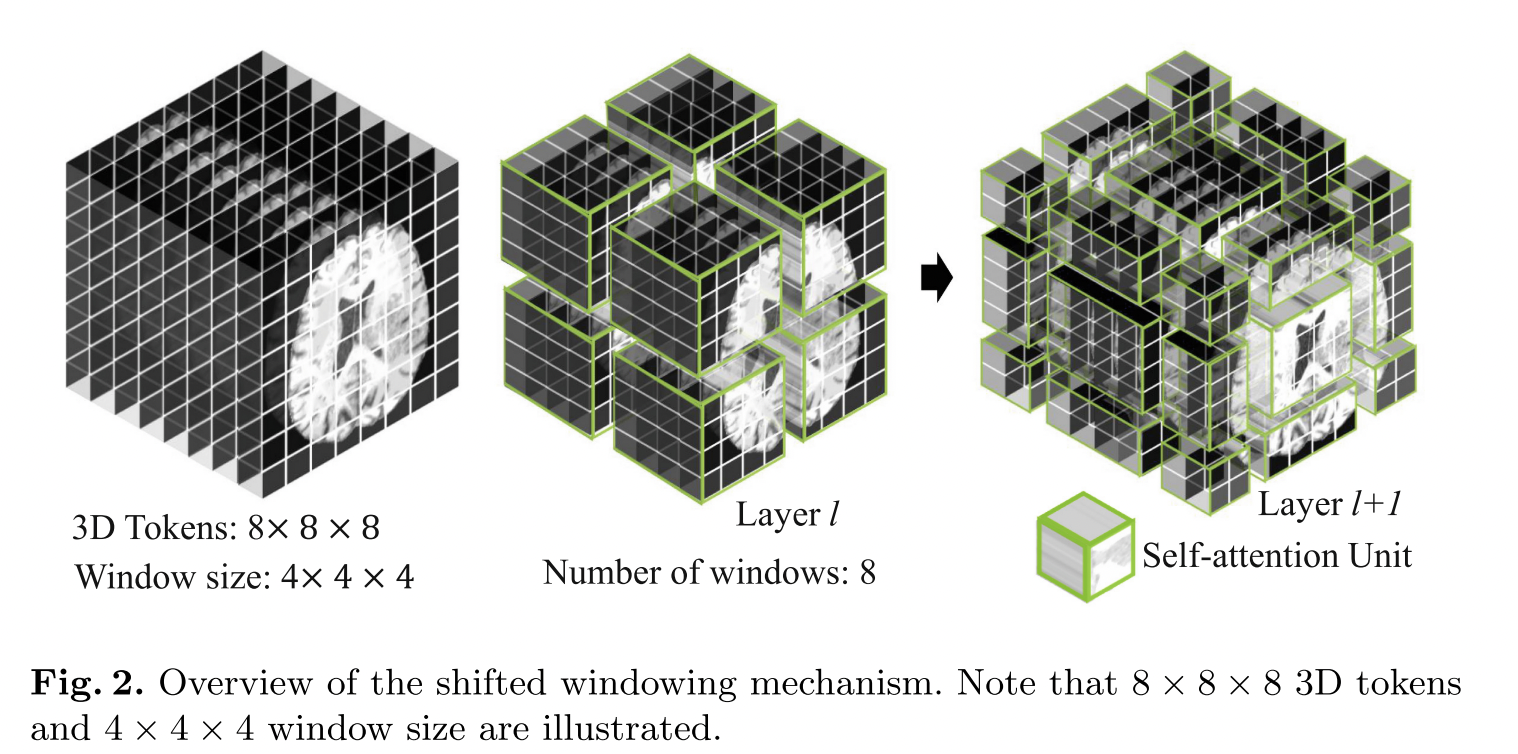 3D Tokens: 8× 8 × 8
Window size: 4× 4 × 4
Layer l
Number of windows: 8
Layer l+1
Self-attention Unit
Fig. 2. Overview of the shifted windowing mechanism. Note that 8 × 8 × 8 3D tokens
and 4 × 4 × 4 window size are illustrated.